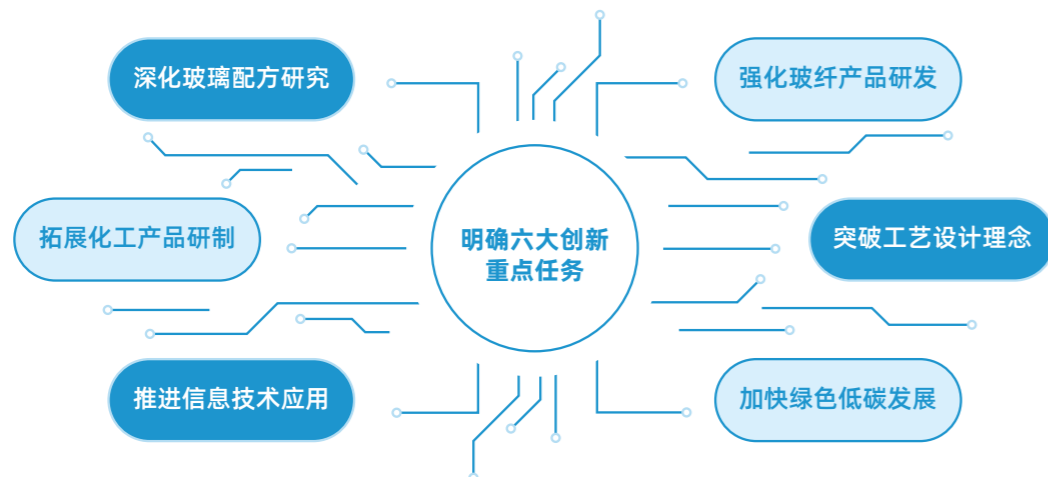 深化玻璃配方研究
强化玻纤产品研发
拓展化工产品研制
明确六大创新
重点任务
突破工艺设计理念
推进信息技术应用
加快绿色低碳发展